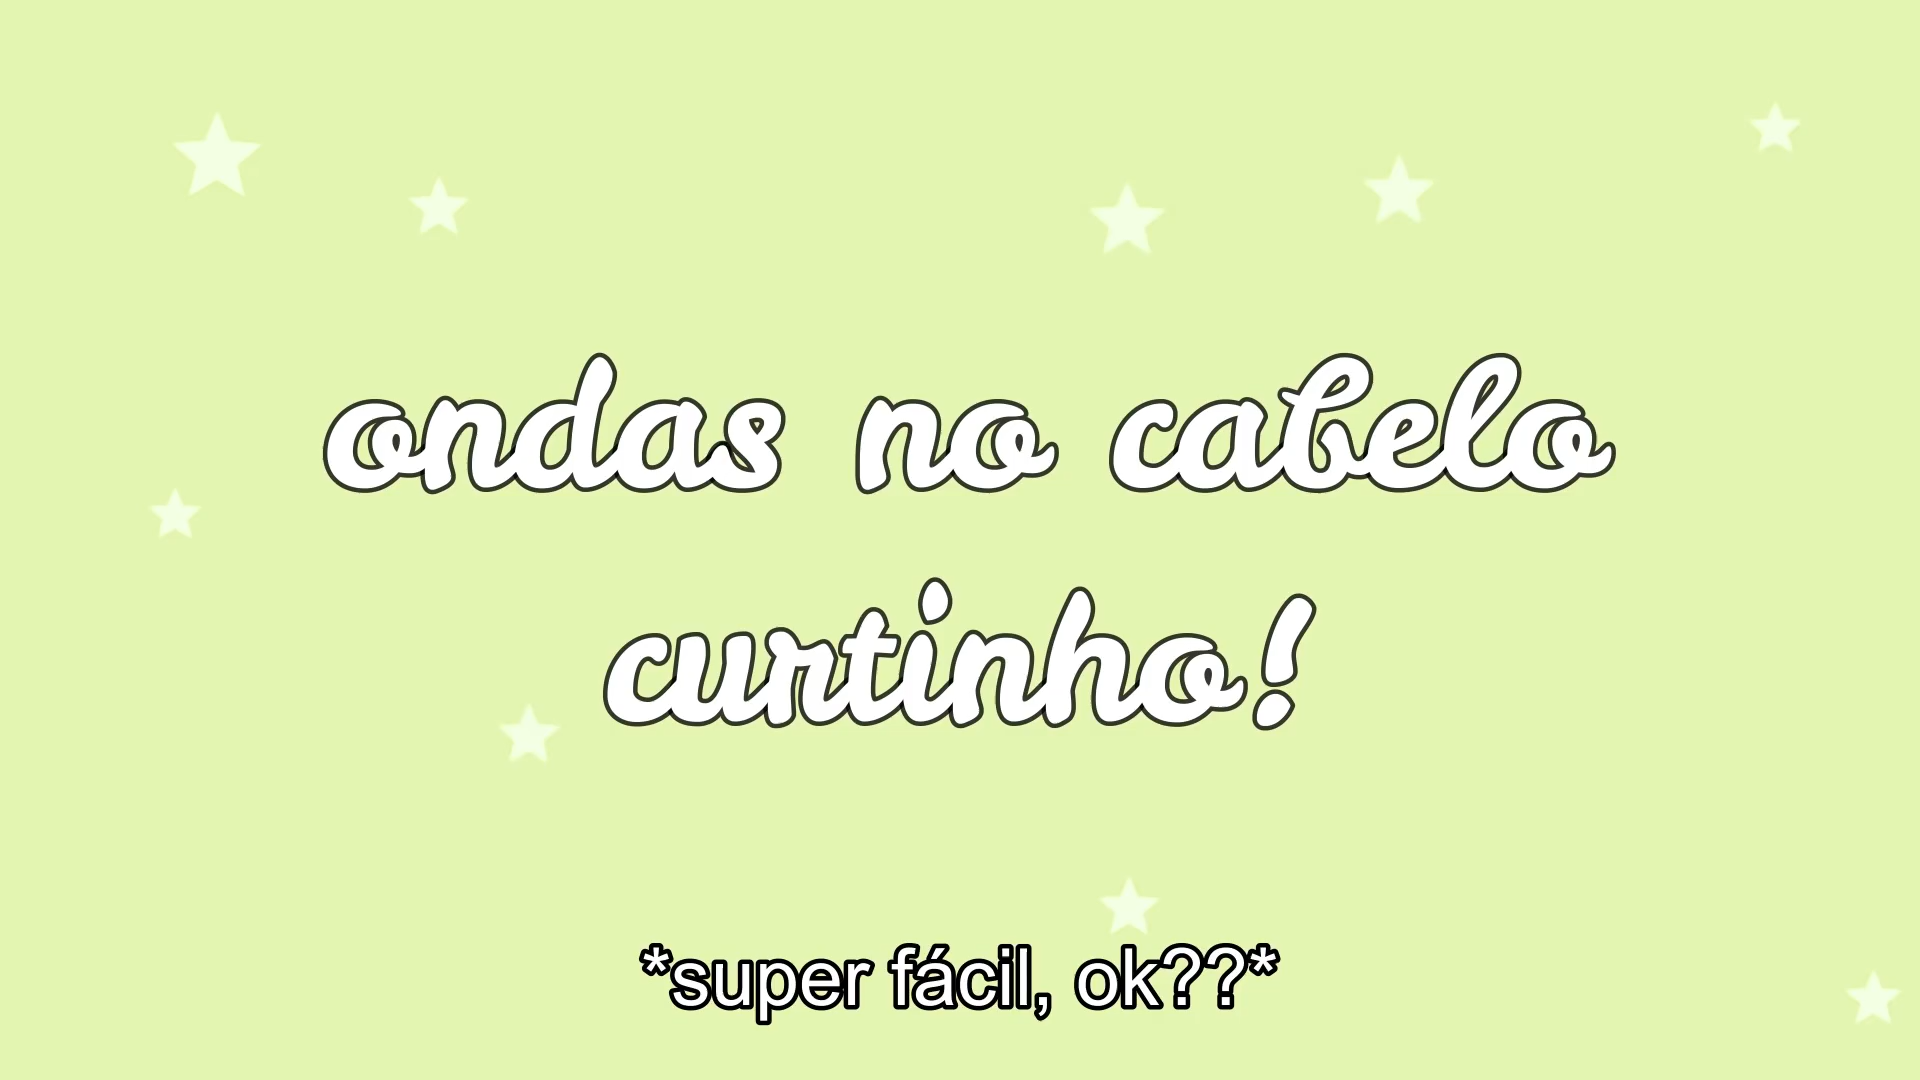 ondas no cabelo
curtinho!
*super fácil, ok??*